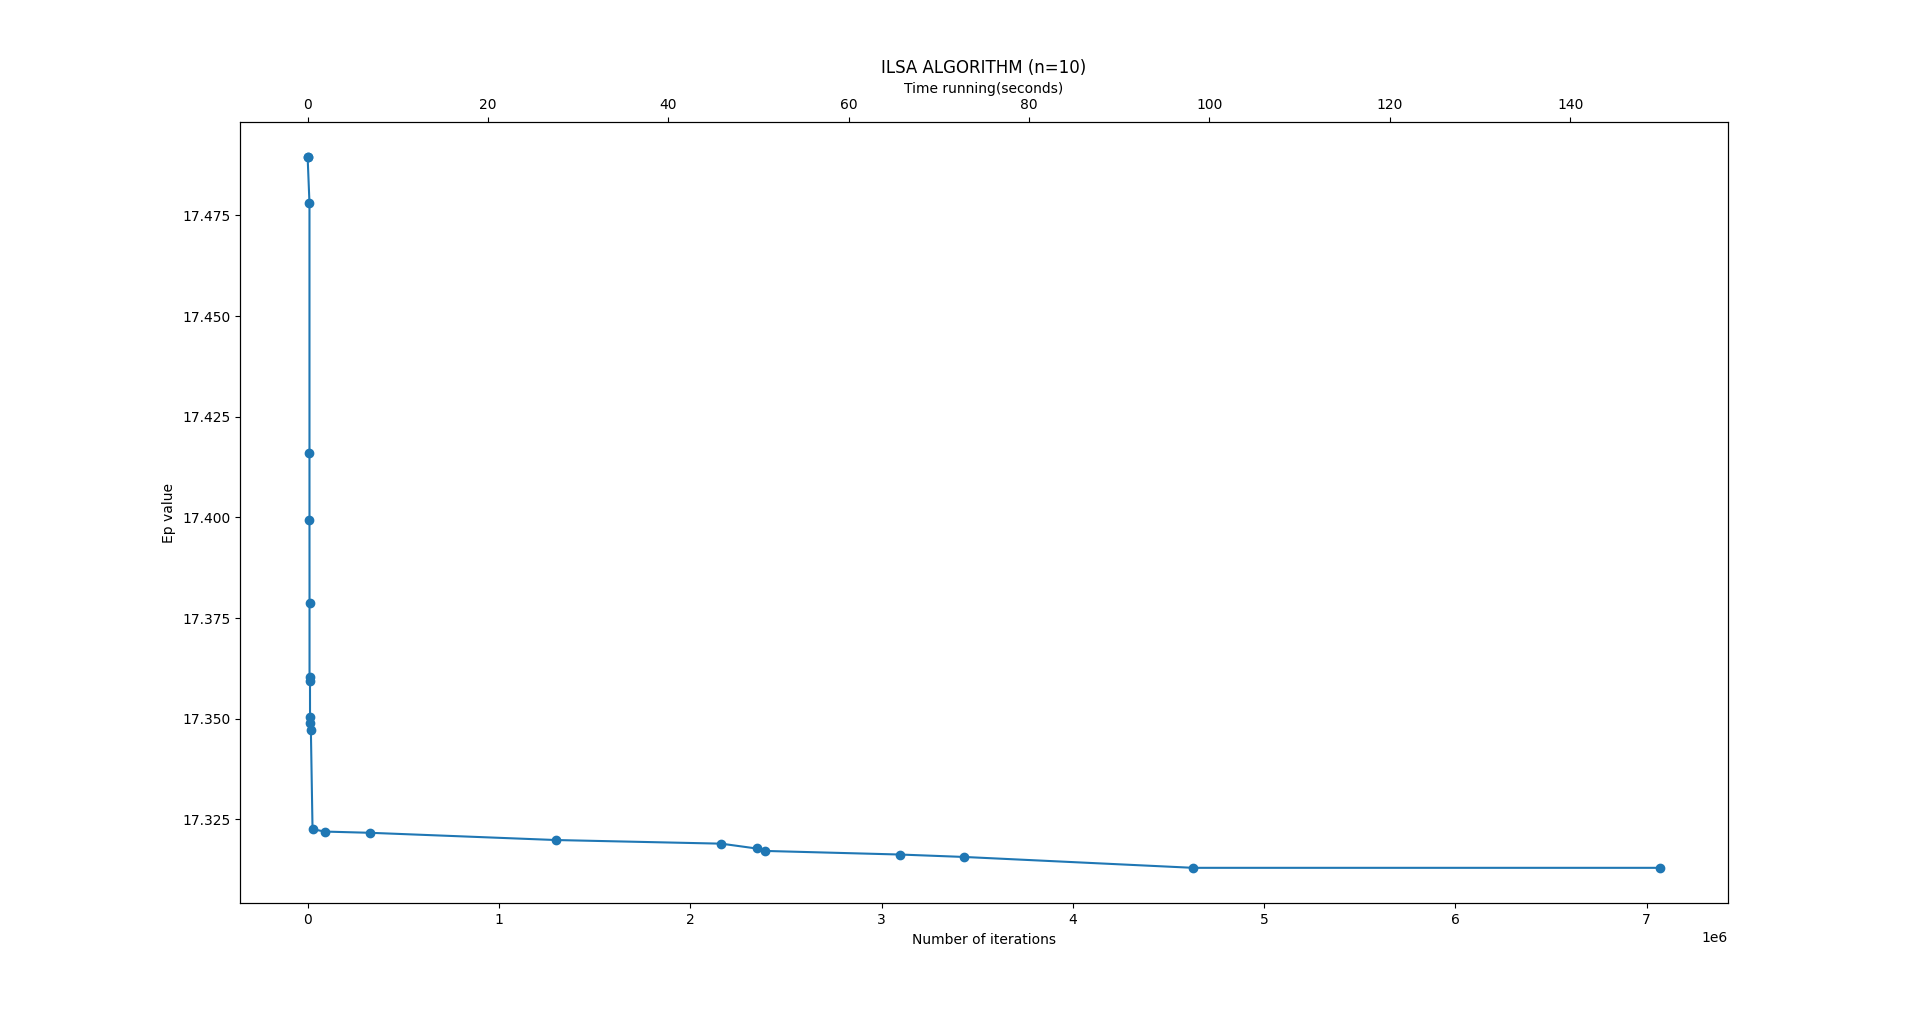 ILSA ALGORITHM (n=10)
Time running(seconds)
0 20 40 60 80 100 120 140
17.475
17.450
17.425
17.400
17.375
17.350
17.325
Ep value
0 1 2 3 4 5 6 7
Number of iterations
1e6